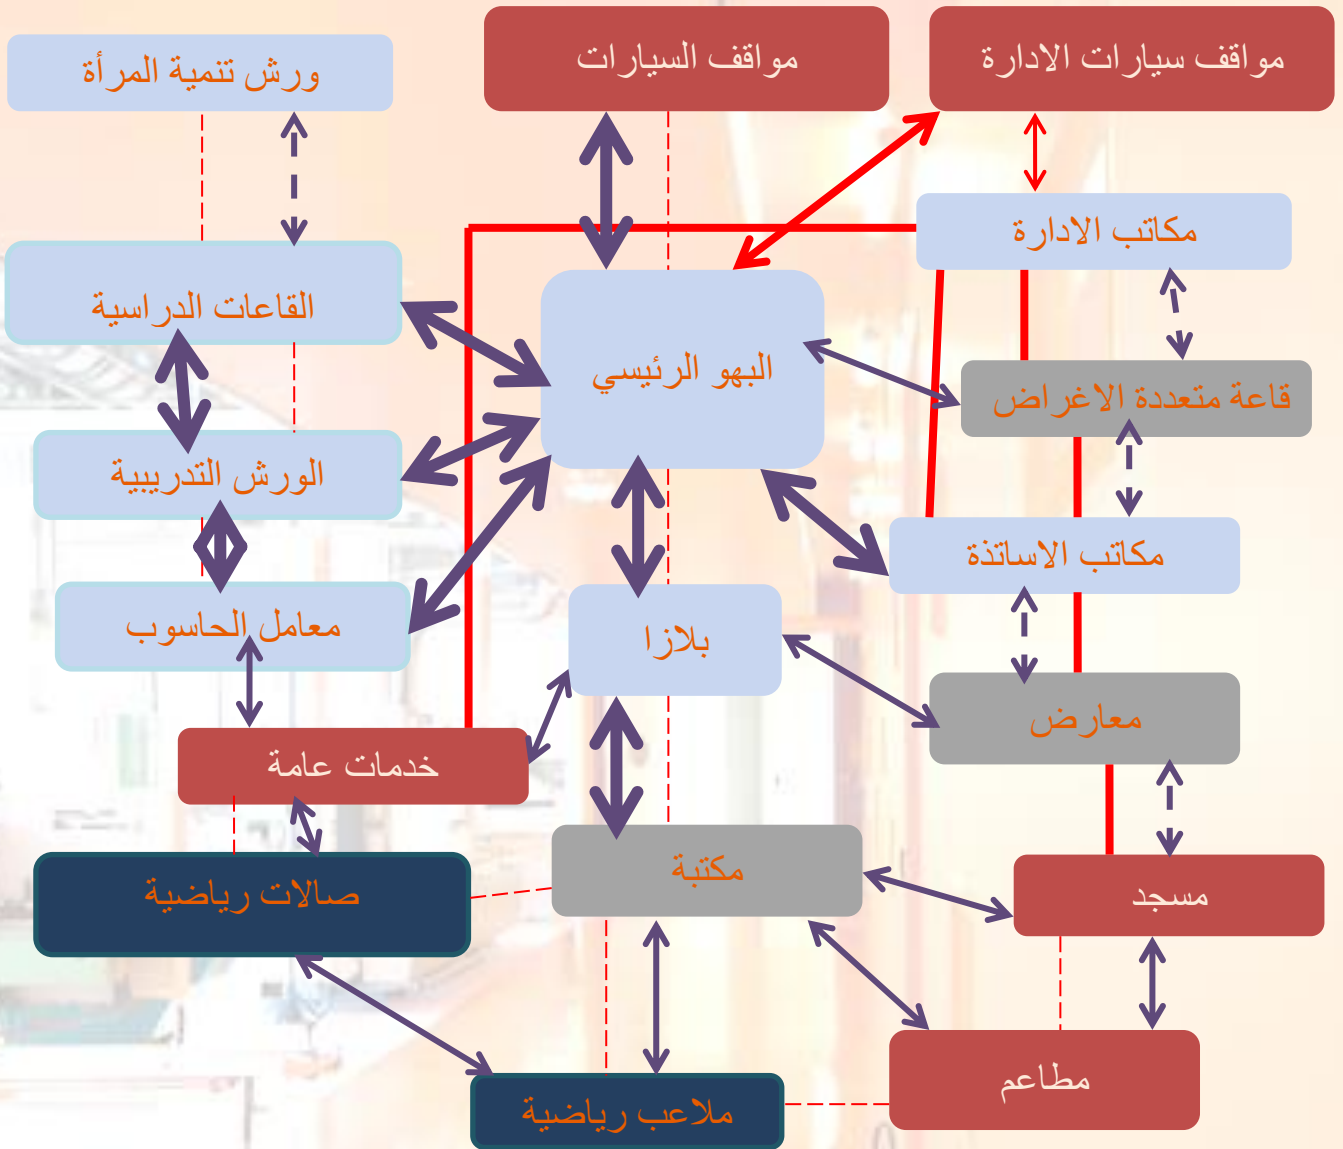 مواقف سيارات الادارة
مواقف السيارات
ورش تنمية المرأة
مكاتب الادارة
القاعات الدراسية
البهو الرئيسي
قاعة متعددة الاغراض
الورش التدريبية
مكاتب الاساتذة
معامل الحاسوب
بلازا
معارض
خدمات عامة
مكتبة
صالات رياضية
مسجد
مطاعم
ملاعب رياضية